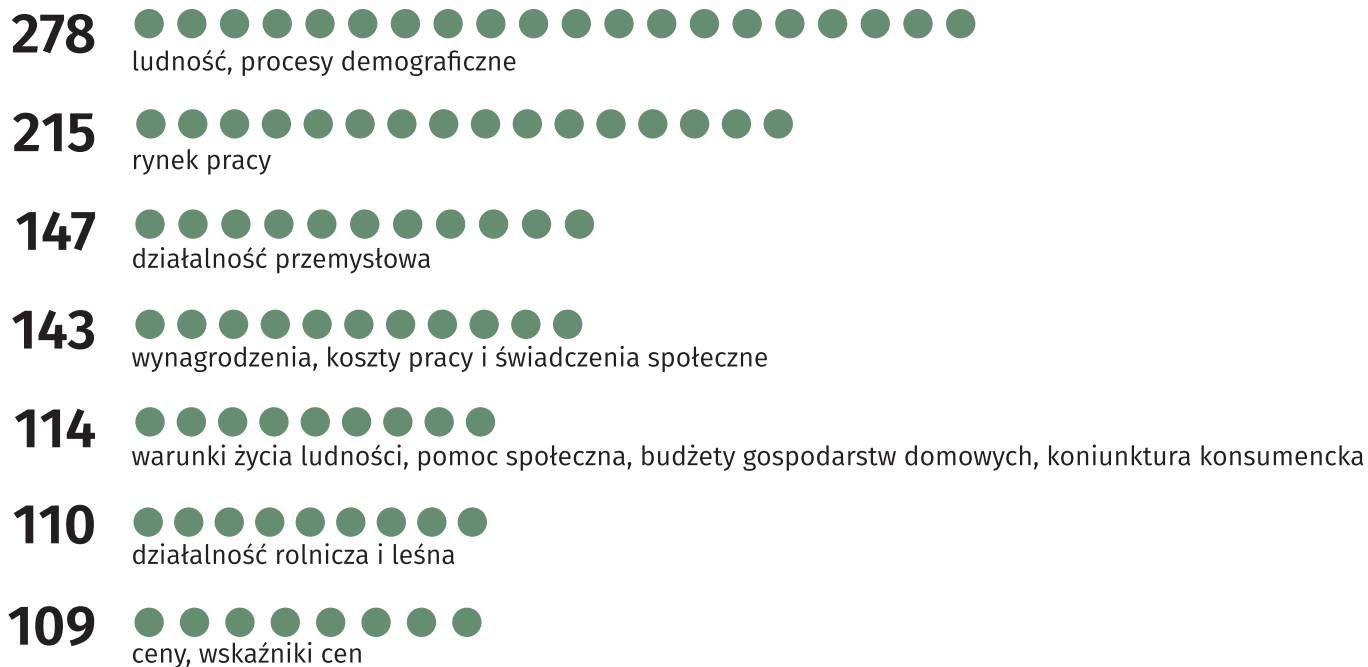 278
ludność, procesy demograficzne
215
rynek pracy
147
działalność przemysłowa
143
wynagrodzenia, koszty pracy i świadczenia społeczne
114
warunki życia ludności, pomoc społeczna, budżety gospodarstw domowych, koniunktura konsumencka
110
działalność rolnicza i leśna
109
ceny, wskaźniki cen